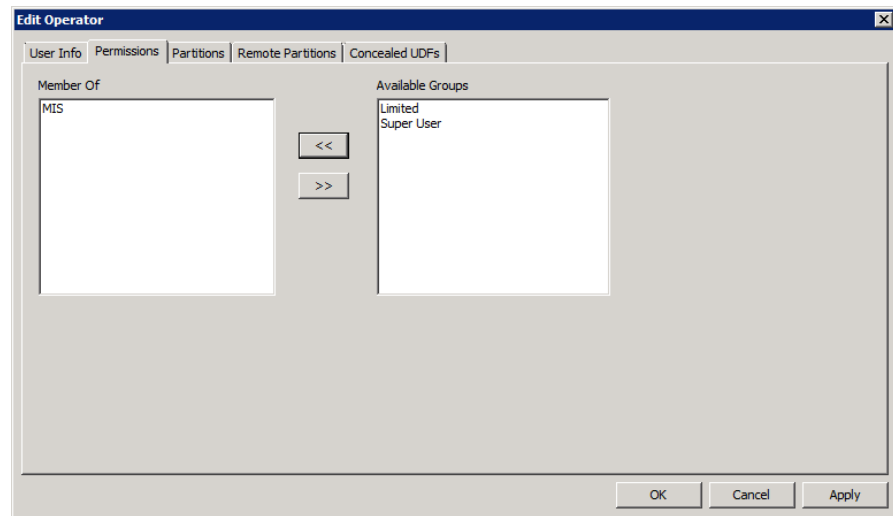 Edit Operator
User Info Permissions Partitions Remote Partitions Concealed UDFs
Member Of
MIS
<<
>>
Available Groups
Limited
Super User
OK Cancel Apply